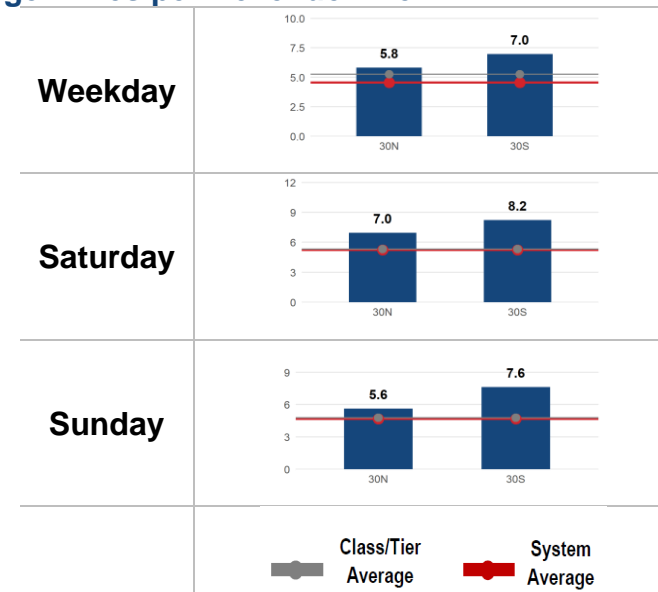 Weekday
10.0
7.5
5.0
2.5
0.0
5.8
7.0
30N
30S
Saturday
12
9
6
3
0
7.0
8.2
30N
30S
Sunday
9
6
3
0
5.6
7.6
30N
30S
Class/Tier
Average
System
Average